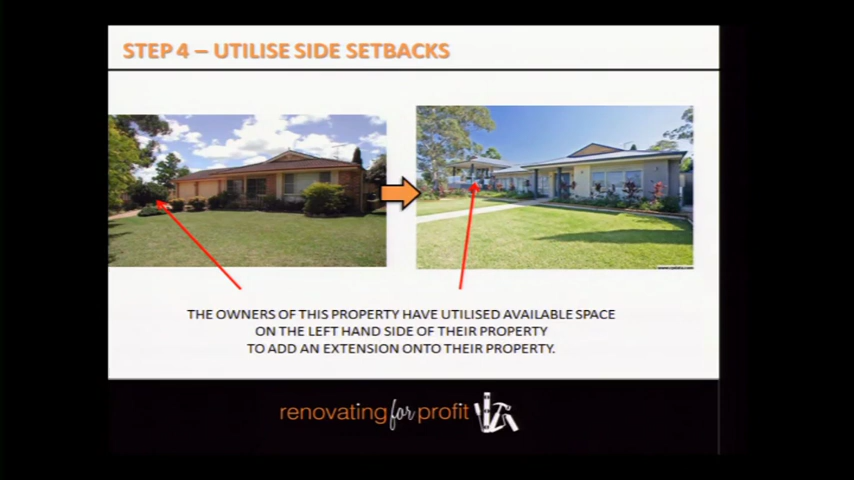 STEP 4 – UTILISE SIDE SETBACKS
THE OWNERS OF THIS PROPERTY HAVE UTILISED AVAILABLE SPACE
ON THE LEFT HAND SIDE OF THEIR PROPERTY
TO ADD AN EXTENSION ONTO THEIR PROPERTY.
renovating for profit